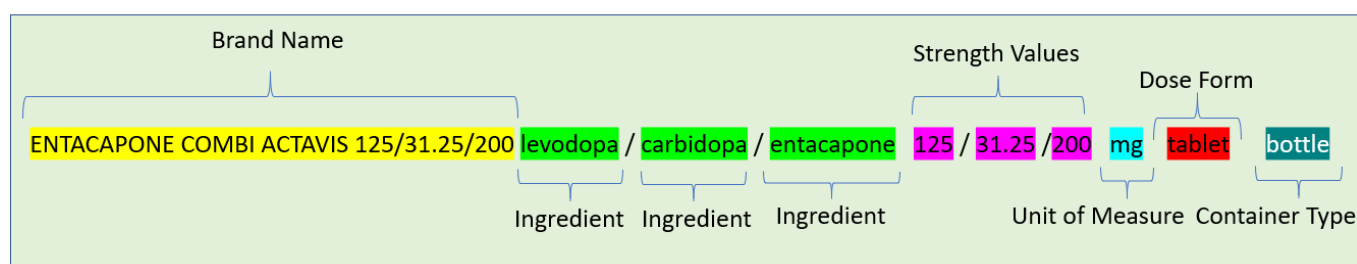 Brand Name
Strength Values
Dose Form
ENTACAPONE COMBI ACTAVIS 125/31.25/200 levodopa / carbidopa / entacapone 125 / 31.25 /200 mg tablet bottle
Ingredient Ingredient Ingredient Unit of Measure Container Type